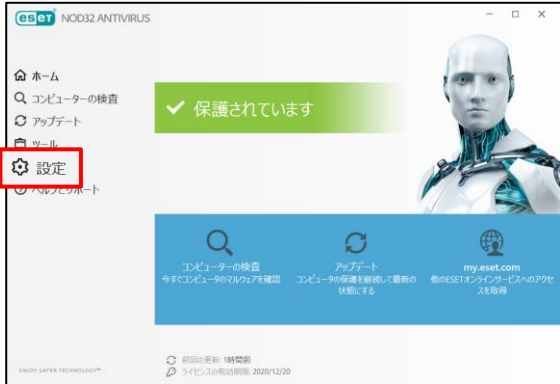 eset NOD32 ANTIVIRUS
ホーム
コンピューターの検査
アップデート
ツール
設定
ヘルプとサポート
保護されています
コンピューターの検査
今すぐコンピュータのマルウェアを確認
アップデート
コンピュータの保護を継続して最新の
状態にする
my.eset.com
他のESETオンラインサービスへのアクセ
スを取得
ENJOY SAFER TECHNOLOGY™
前回の更新: 1時間前
ライセンスの有効期限: 2020/12/20